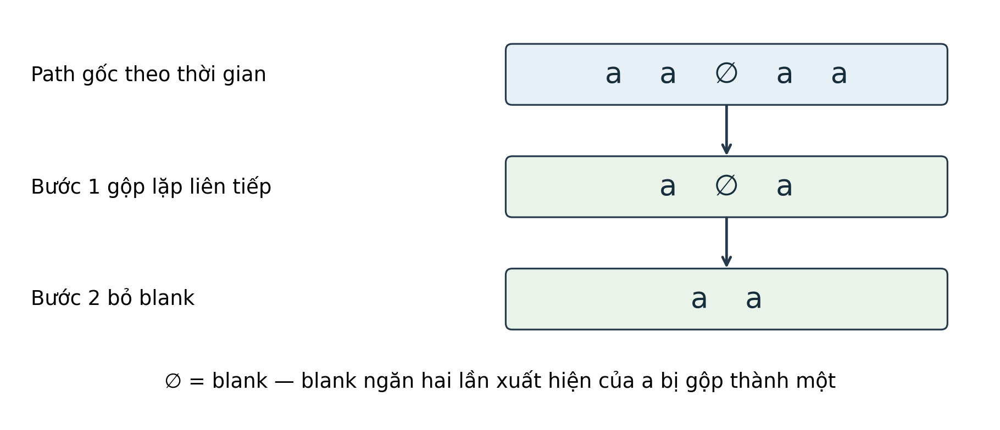 Path gốc theo thời gian
a a ∅ a a
Bước 1 gộp lặp liên tiếp
a ∅ a
Bước 2 bỏ blank
a a
∅ = blank — blank ngăn hai lần xuất hiện của a bị gộp thành một